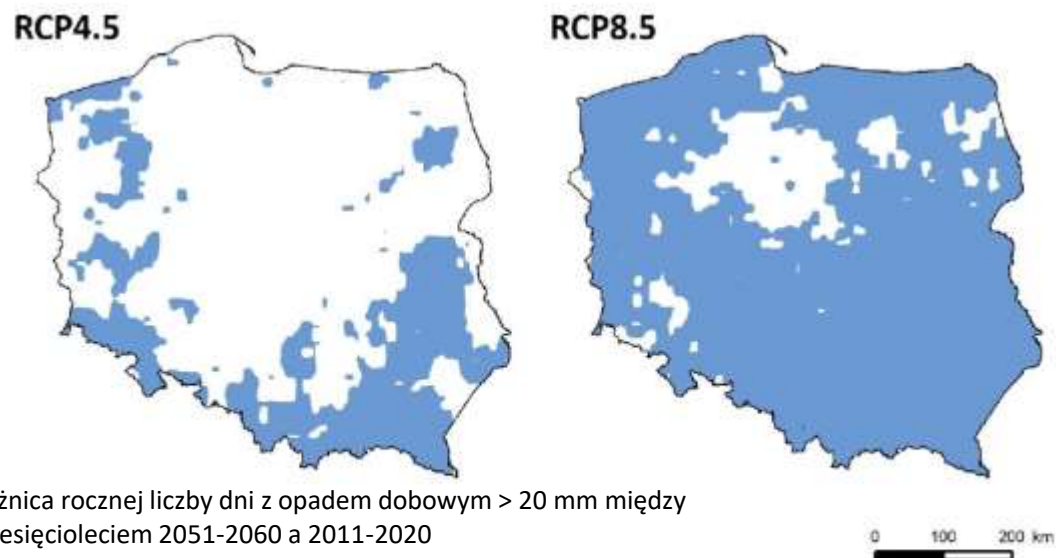 RCP4.5
RCP8.5
żnica rocznej liczby dni z opadem dobowym > 20 mm między
esięcioleciem 2051-2060 a 2011-2020
0 100 200 km